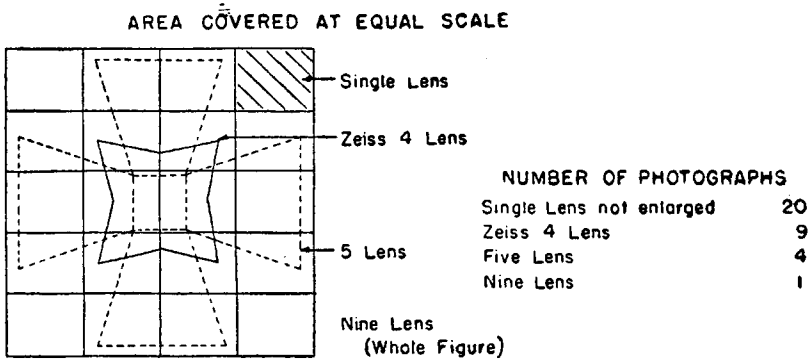 AREA COVERED AT EQUAL SCALE
Single Lens
Zeiss 4 Lens
5 Lens
Nine Lens
(Whole Figure)
NUMBER OF PHOTOGRAPHS
Single Lens not enlarged 20
Zeiss 4 Lens 9
Five Lens 4
Nine Lens 1